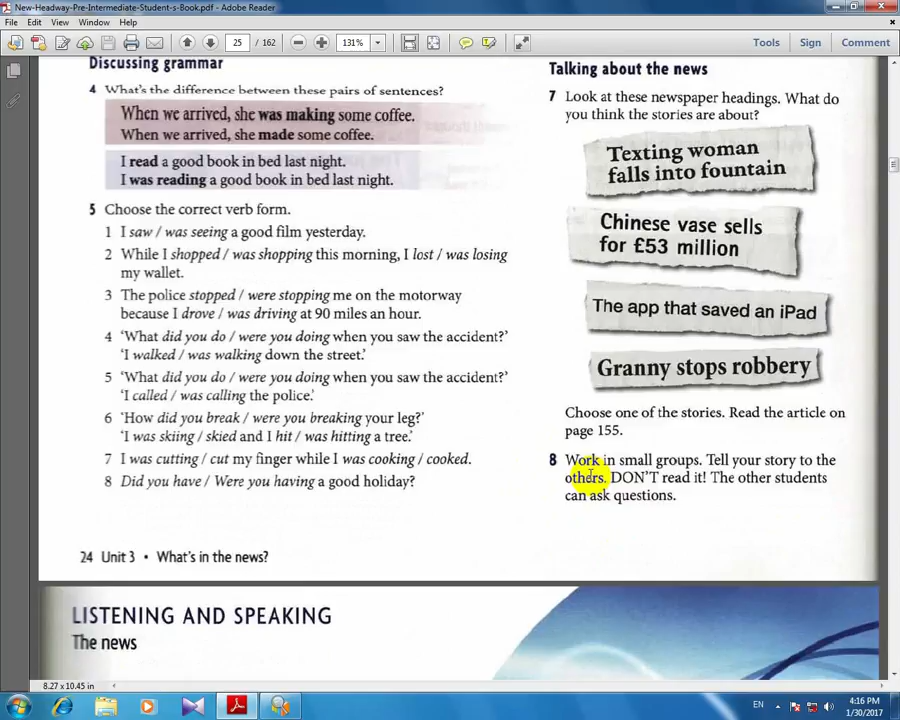 New-Headway-Pre-Intermediate-Student-s-Book.pdf - Adobe Reader
File Edit View Window Help
25 / 162 131% Tools Sign Comment
Discussing grammar
4 What's the difference between these pairs of sentences?
When we arrived, she was making some coffee.
When we arrived, she made some coffee.
I read a good book in bed last night.
I was reading a good book in bed last night.
5 Choose the correct verb form.
1 I saw / was seeing a good film yesterday.
2 While I shopped / was shopping this morning, I lost / was losing
my wallet.
3 The police stopped / were stopping me on the motorway
because I drove / was driving at 90 miles an hour.
4 'What did you do / were you doing when you saw the accident?'
'I walked / was walking down the street.'
5 'What did you do / were you doing when you saw the accident?'
'I called / was calling the police.'
6 'How did you break / were you breaking your leg?'
'I was skiing / skied and I hit / was hitting a tree.'
7 I was cutting / cut my finger while I was cooking / cooked.
8 Did you have / Were you having a good holiday?
24 Unit 3 • What's in the news?
Talking about the news
7 Look at these newspaper headings. What do
you think the stories are about?
Texting woman
falls into fountain
Chinese vase sells
for £53 million
The app that saved an iPad
Granny stops robbery
Choose one of the stories. Read the article on
page 155.
8 Work in small groups. Tell your story to the
others. DON'T read it! The other students
can ask questions.
LISTENING AND SPEAKING
The news
8.27 x 10.45 in
EN
4:16 PM
1/30/2017